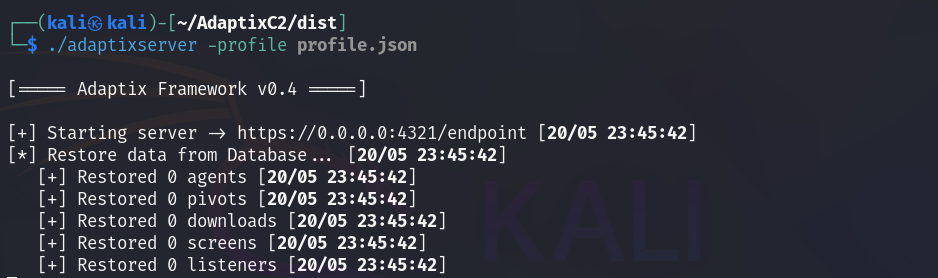 ┌──(kali㉿kali)-[~/AdaptixC2/dist]
└─$ ./adaptixserver -profile profile.json
[===== Adaptix Framework v0.4 =====]
[+] Starting server -> https://0.0.0.0:4321/endpoint [20/05 23:45:42]
[*] Restore data from Database... [20/05 23:45:42]
[+] Restored 0 agents [20/05 23:45:42]
[+] Restored 0 pivots [20/05 23:45:42]
[+] Restored 0 downloads [20/05 23:45:42]
[+] Restored 0 screens [20/05 23:45:42]
[+] Restored 0 listeners [20/05 23:45:42]
KALI